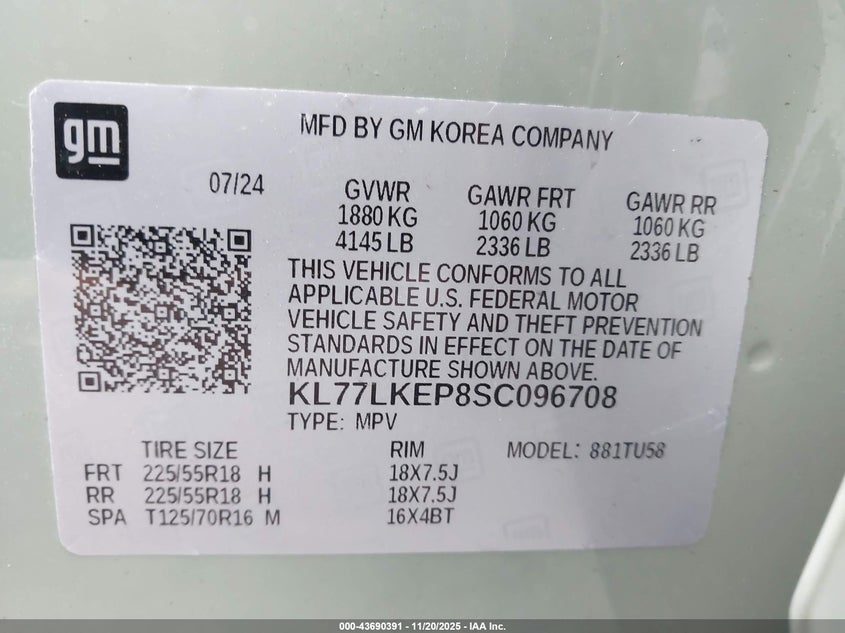 gm
MFD BY GM KOREA COMPANY
07/24
GVWR
1880 KG
4145 LB
GAWR FRT
1060 KG
2336 LB
GAWR RR
1060 KG
2336 LB
THIS VEHICLE CONFORMS TO ALL
APPLICABLE U.S. FEDERAL MOTOR
VEHICLE SAFETY AND THEFT PREVENTION
STANDARDS IN EFFECT ON THE DATE OF
MANUFACTURE SHOWN ABOVE.
KL77LKEP8SC096708
TYPE: MPV
TIRE SIZE RIM MODEL: 881TU58
FRT 225/55R18 H 18X7.5J
RR 225/55R18 H 18X7.5J
SPA T125/70R16 M 16X4BT
000-43690391 - 11/20/2025 - IAA Inc.